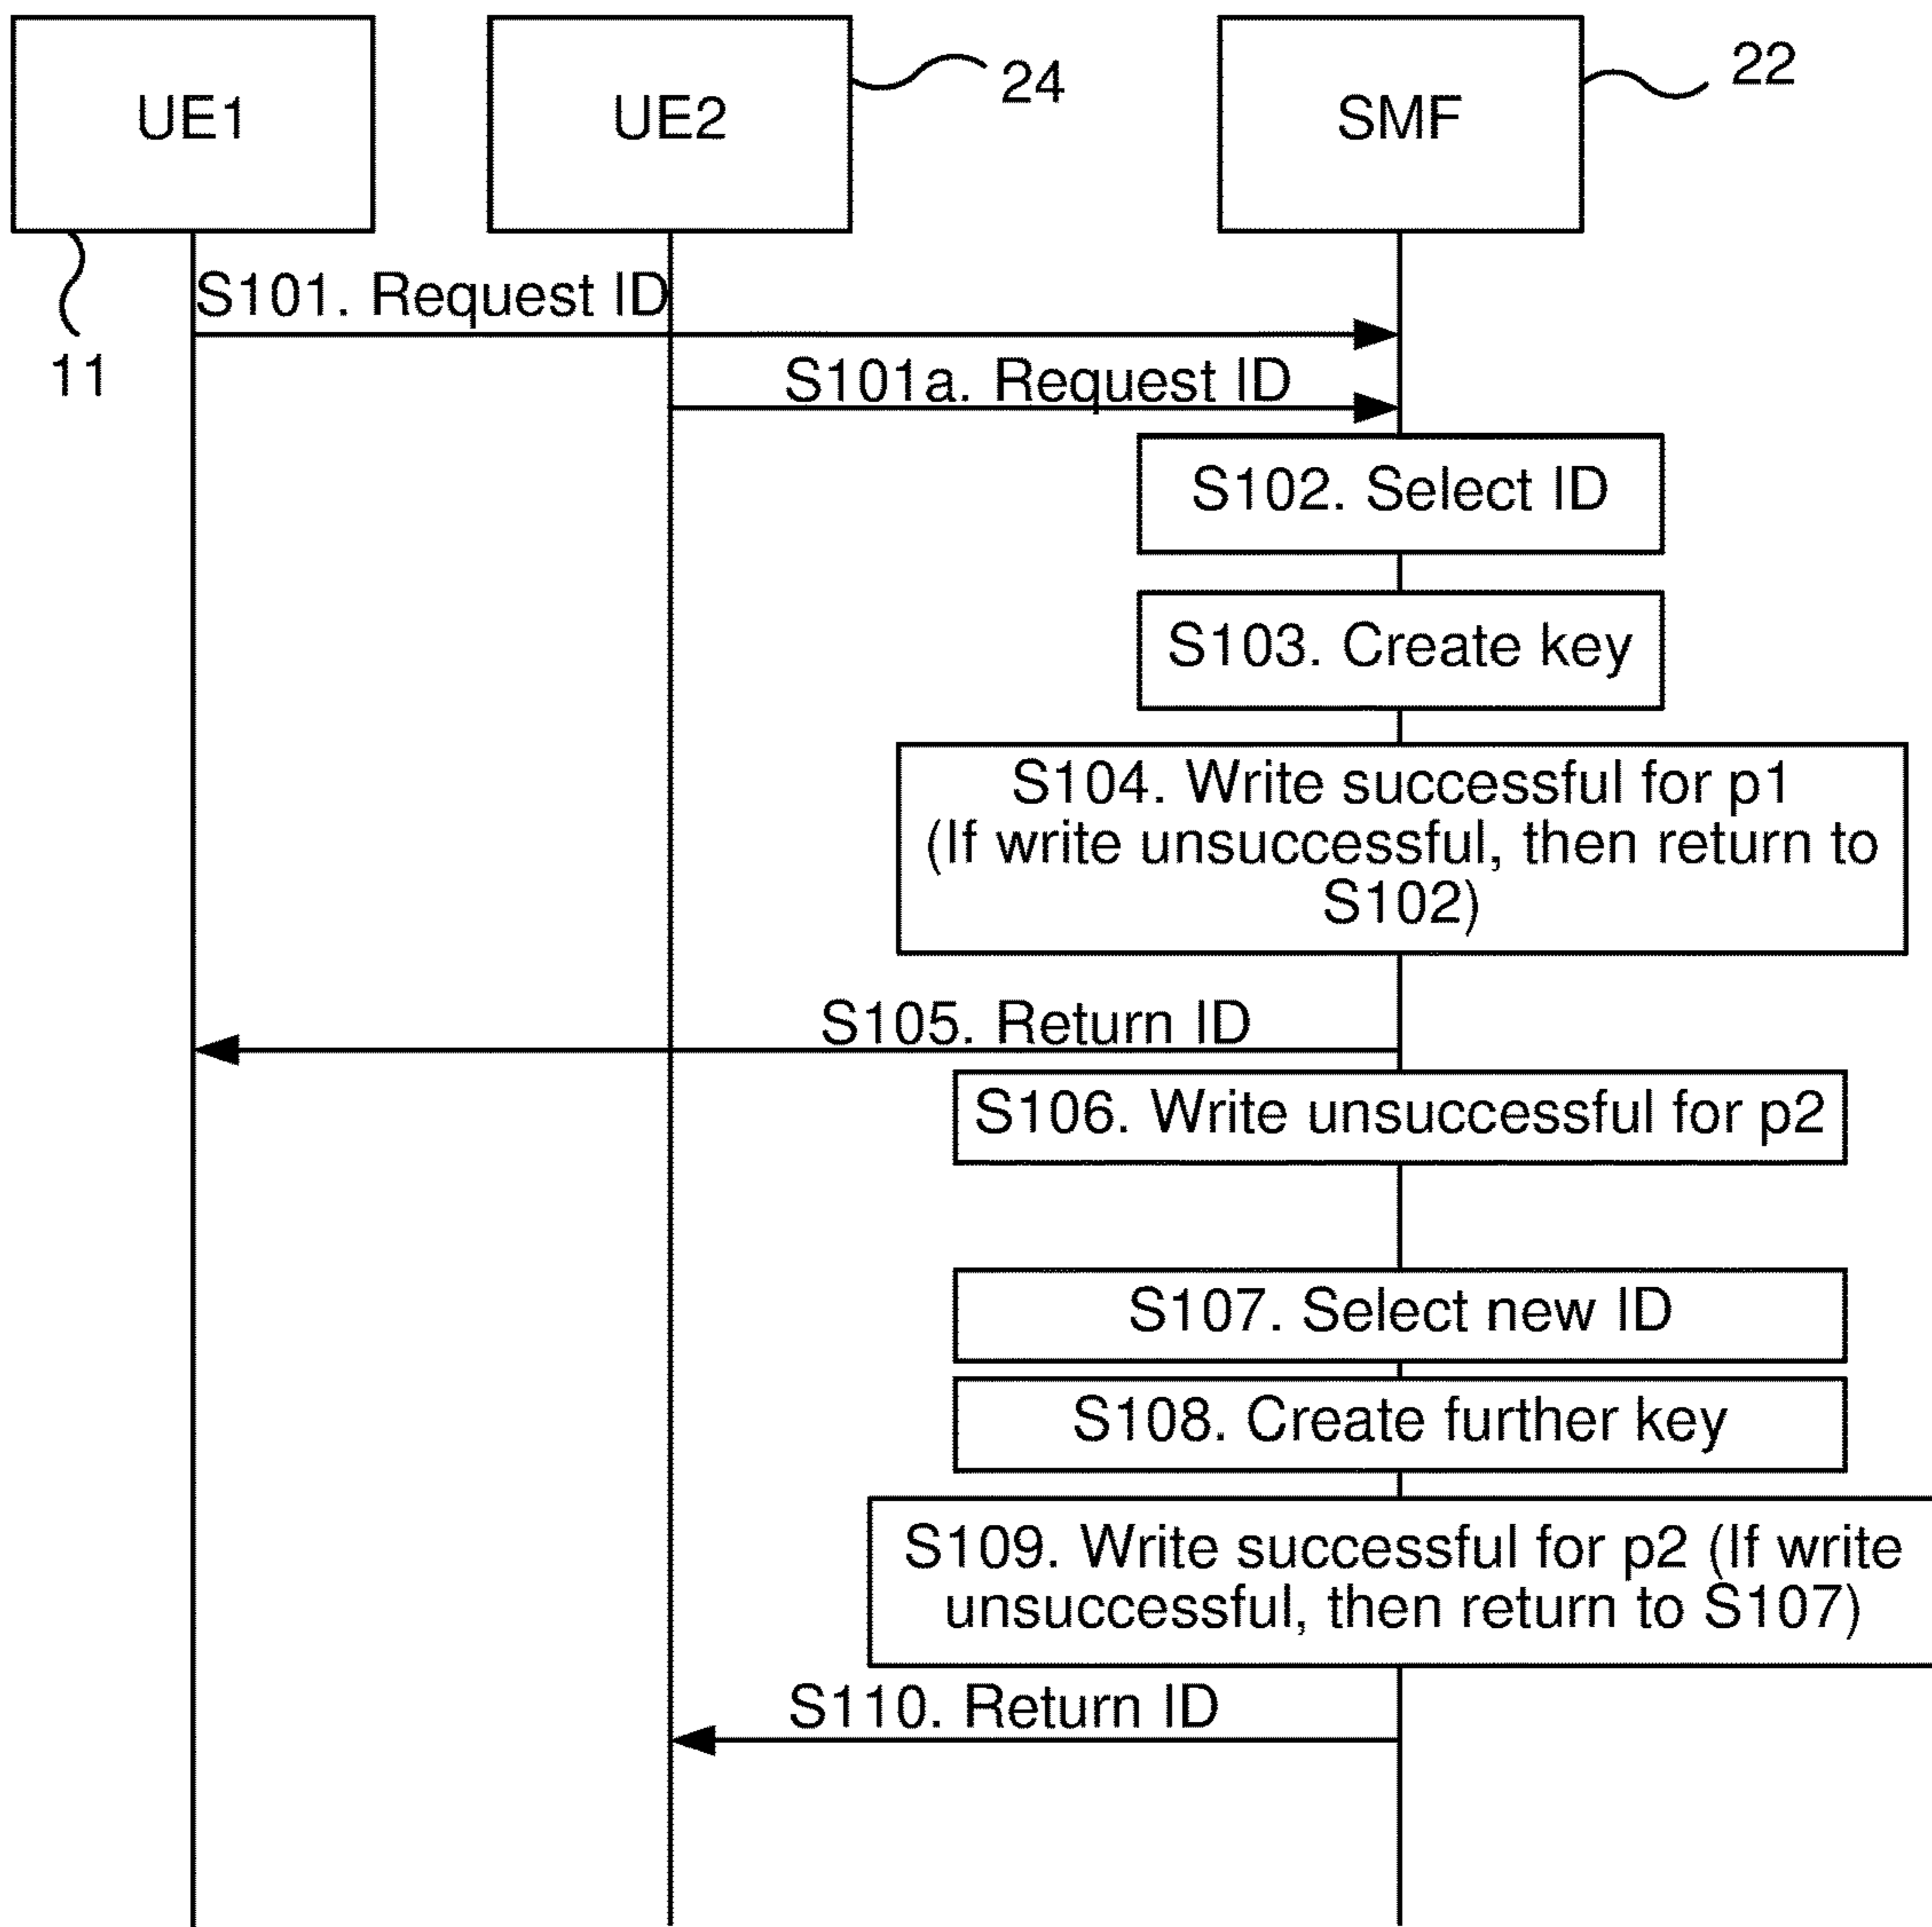 UE1
UE2
SMF
24
22
11
S101. Request ID
S101a. Request ID
S102. Select ID
S103. Create key
S104. Write successful for p1
(If write unsuccessful, then return to
S102)
S105. Return ID
S106. Write unsuccessful for p2
S107. Select new ID
S108. Create further key
S109. Write successful for p2 (If write
unsuccessful, then return to S107)
S110. Return ID